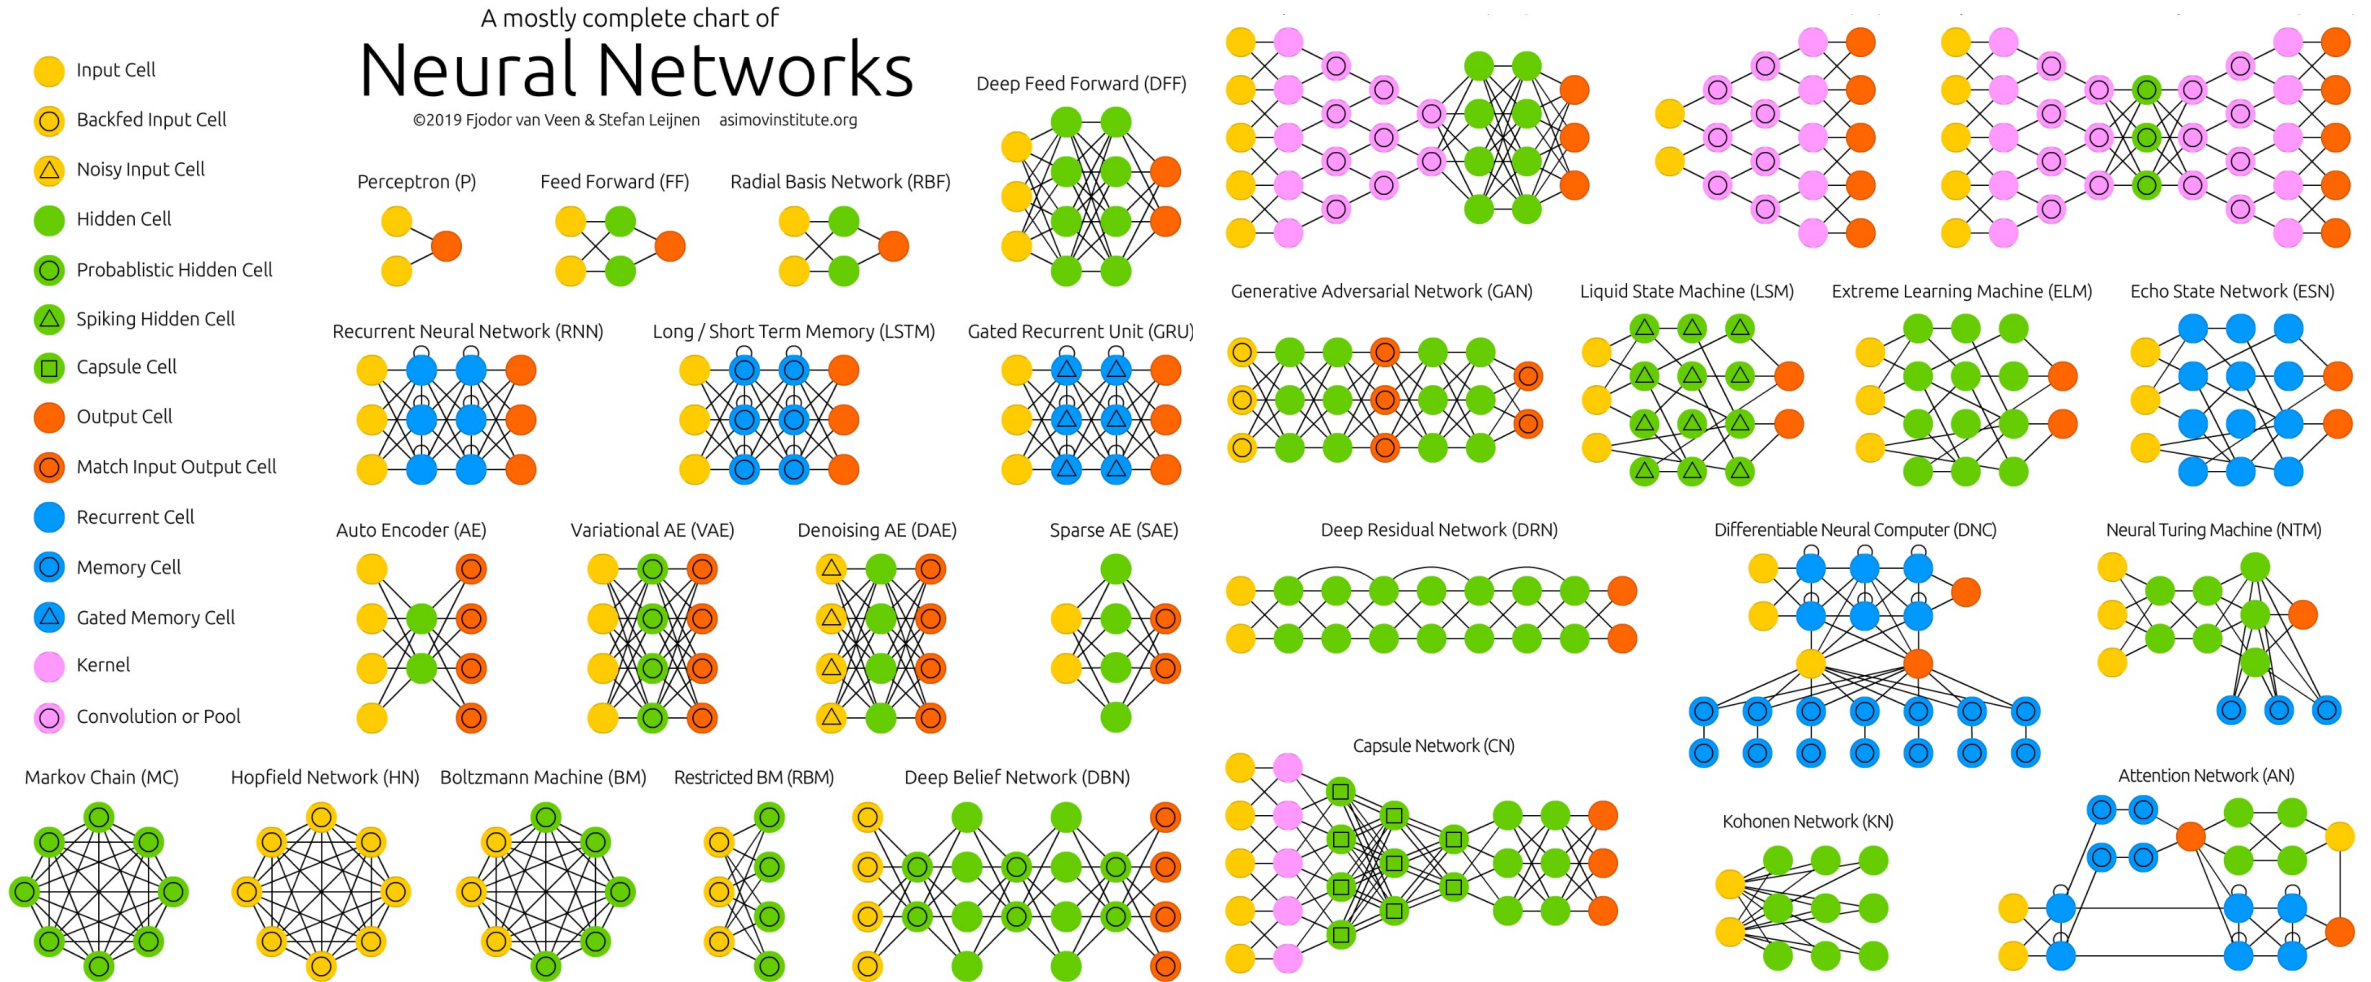 A mostly complete chart of
Neural Networks
©2019 Fjodor van Veen & Stefan Leijnen asimovinstitute.org
Input Cell
Backfed Input Cell
Noisy Input Cell
Hidden Cell
Probablistic Hidden Cell
Spiking Hidden Cell
Capsule Cell
Output Cell
Match Input Output Cell
Recurrent Cell
Memory Cell
Gated Memory Cell
Kernel
Convolution or Pool
Deep Feed Forward (DFF)
Perceptron (P)
Feed Forward (FF)
Radial Basis Network (RBF)
Recurrent Neural Network (RNN)
Long / Short Term Memory (LSTM)
Gated Recurrent Unit (GRU)
Auto Encoder (AE)
Variational AE (VAE)
Denoising AE (DAE)
Sparse AE (SAE)
Markov Chain (MC)
Hopfield Network (HN)
Boltzmann Machine (BM)
Restricted BM (RBM)
Deep Belief Network (DBN)
Generative Adversarial Network (GAN)
Liquid State Machine (LSM)
Extreme Learning Machine (ELM)
Echo State Network (ESN)
Deep Residual Network (DRN)
Differentiable Neural Computer (DNC)
Neural Turing Machine (NTM)
Capsule Network (CN)
Kohonen Network (KN)
Attention Network (AN)